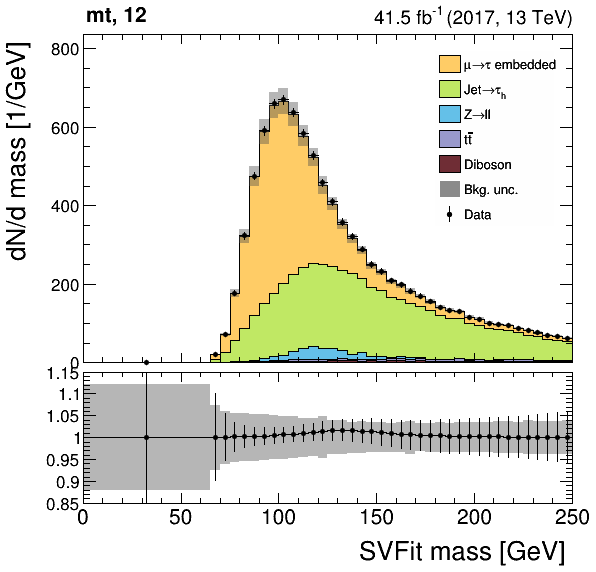 mt, 12
41.5 fb⁻¹ (2017, 13 TeV)
dN/d mass [1/GeV]
800
600
400
200
0
μ→τ embedded
Jet→τₕ
Z→ll
tt̄
Diboson
Bkg. unc.
Data
1.15
1.1
1.05
1
0.95
0.9
0.85
0 50 100 150 200 250
SVFit mass [GeV]